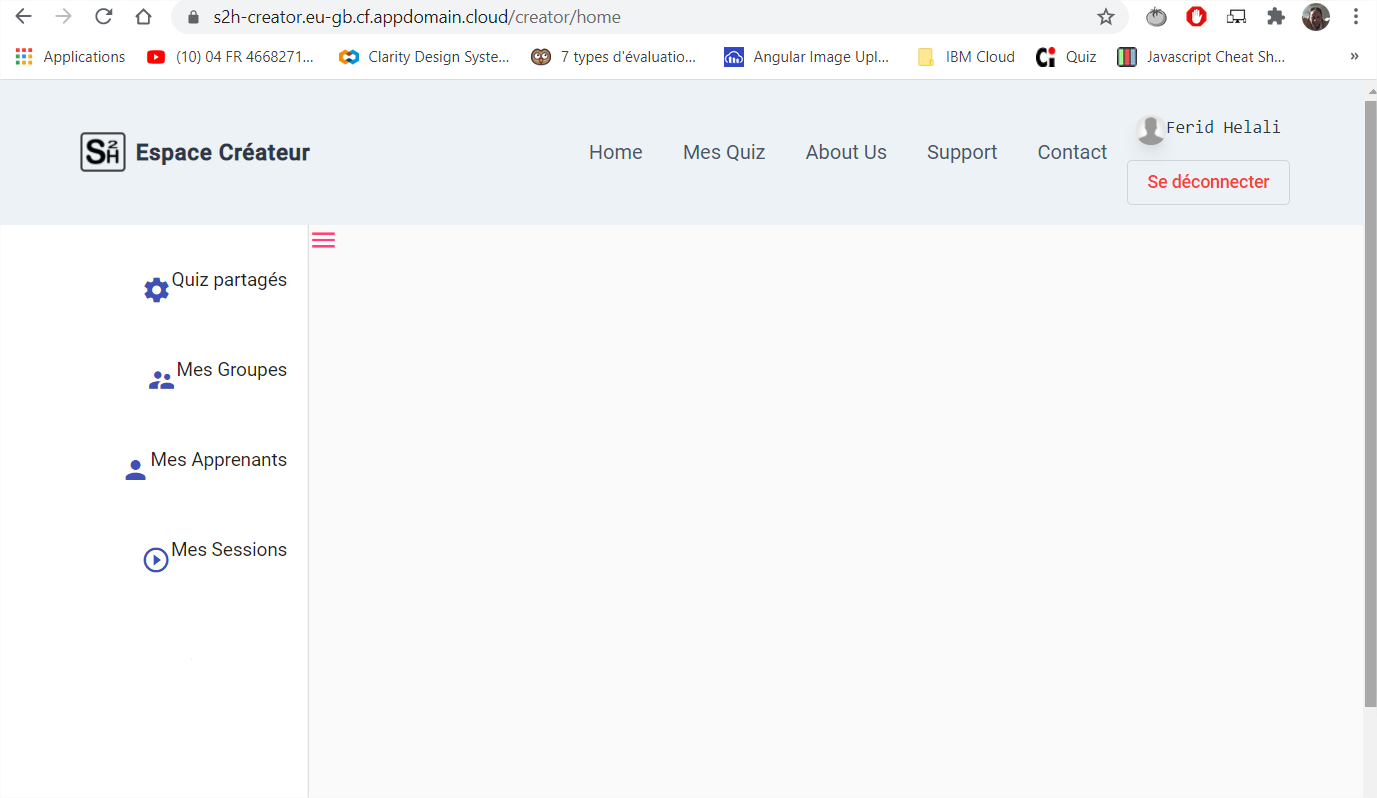 s2h-creator.eu-gb.cf.appdomain.cloud/creator/home
Applications (10) 04 FR 4668271... Clarity Design Syste... 7 types d'évaluatio... Angular Image Upl... IBM Cloud Quiz Javascript Cheat Sh... »
S2H Espace Créateur
Home Mes Quiz About Us Support Contact
Ferid Helali
Se déconnecter
Quiz partagés
Mes Groupes
Mes Apprenants
Mes Sessions